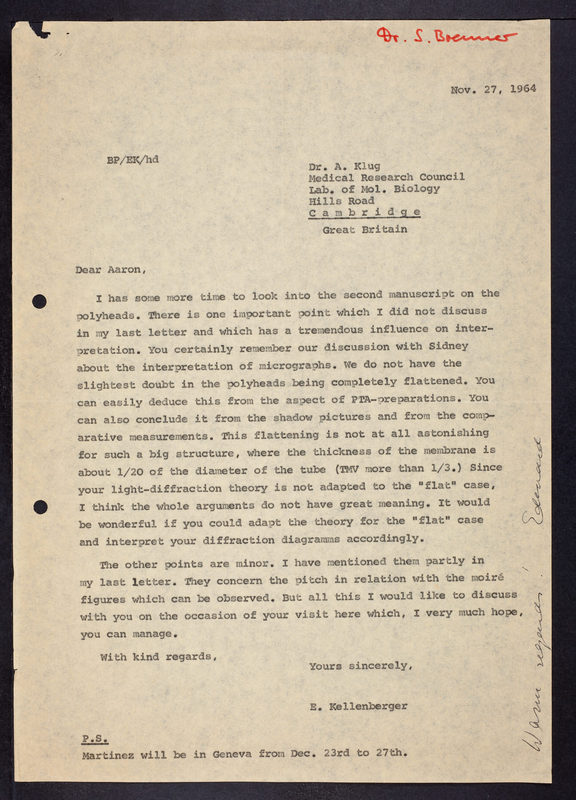 Dr. S. Brenner
Nov. 27, 1964
BP/EK/hd
Dr. A. Klug
Medical Research Council
Lab. of Mol. Biology
Hills Road
C a m b r i d g e
Great Britain
Dear Aaron,
I has some more time to look into the second manuscript on the
polyheads. There is one important point which I did not discuss
in my last letter and which has a tremendous influence on inter-
pretation. You certainly remember our discussion with Sidney
about the interpretation of micrographs. We do not have the
slightest doubt in the polyheads being completely flattened. You
can easily deduce this from the aspect of PTA-preparations. You
can also conclude it from the shadow pictures and from the comp-
arative measurements. This flattening is not at all astonishing
for such a big structure, where the thickness of the membrane is
about 1/20 of the diameter of the tube (TMV more than 1/3.) Since
your light-diffraction theory is not adapted to the "flat" case,
I think the whole arguments do not have great meaning. It would
be wonderful if you could adapt the theory for the "flat" case
and interpret your diffraction diagramms accordingly.
The other points are minor. I have mentioned them partly in
my last letter. They concern the pitch in relation with the moiré
figures which can be observed. But all this I would like to discuss
with you on the occasion of your visit here which, I very much hope,
you can manage.
With kind regards,
Yours sincerely,
E. Kellenberger
P.S.
Martinez will be in Geneva from Dec. 23rd to 27th.
Warm regards! Edouard